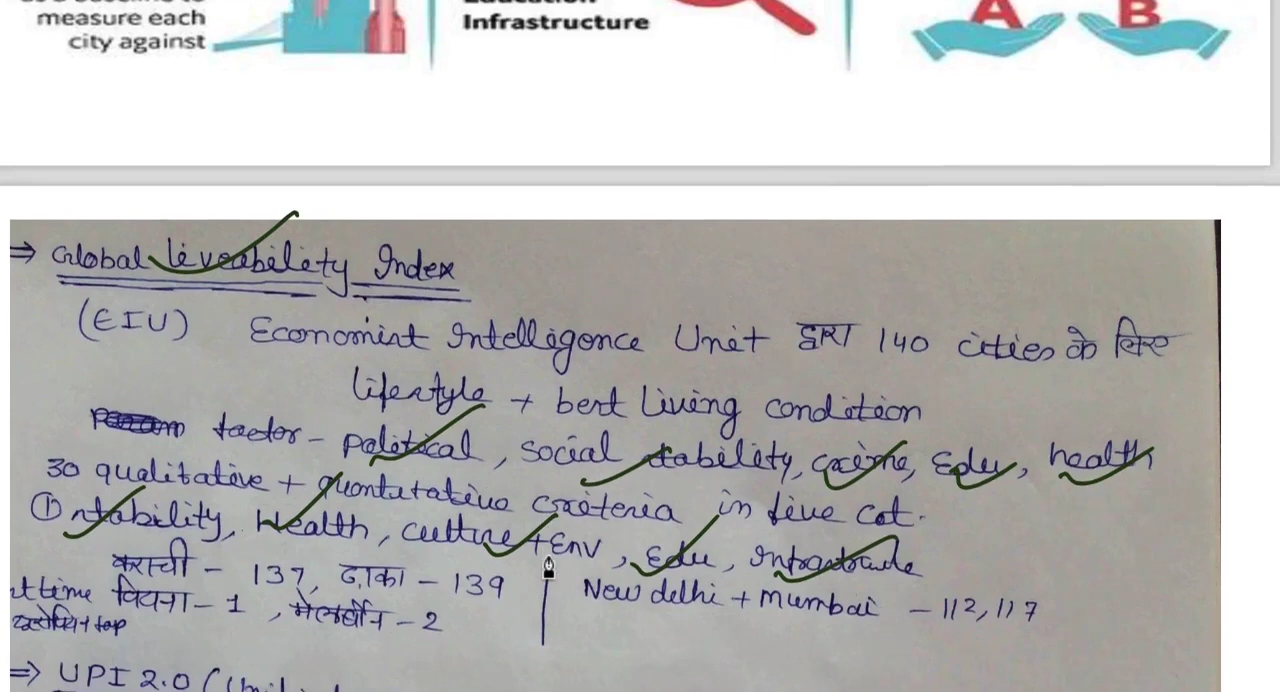 measure each
city against
Infrastructure
A B
⇒ Global Liveability Index
(EIU) Economist Intelligence Unit द्वारा 140 cities के लिए
lifestyle + best Living condition
factor - political, social stability, crime, Edu, health
30 qualitative + quantitative criteria in five cat.
① stability, Health, culture + Env, Edu, Infrastructure
कराची - 137, ढाका - 139 New delhi + Mumbai - 112, 117
वियना - 1, मेलबोर्न - 2
top
⇒ UPI 2.0 (